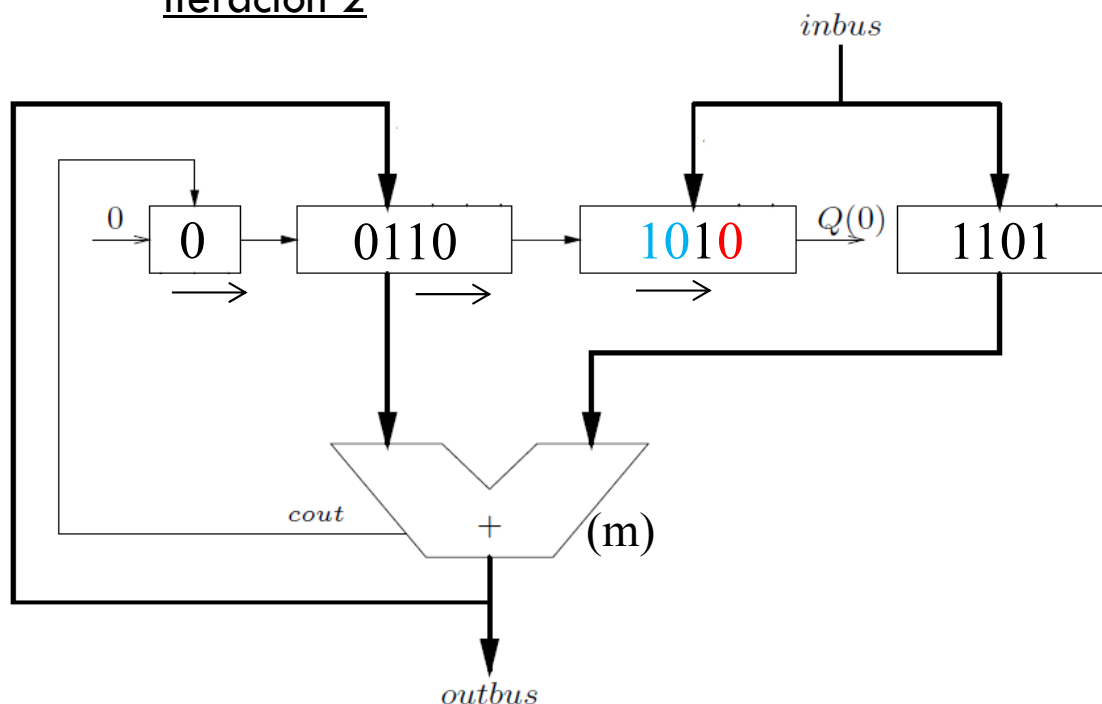 Iteración 2
inbus
0
0
0110
1010
Q(0)
1101
cout
+
(m)
outbus